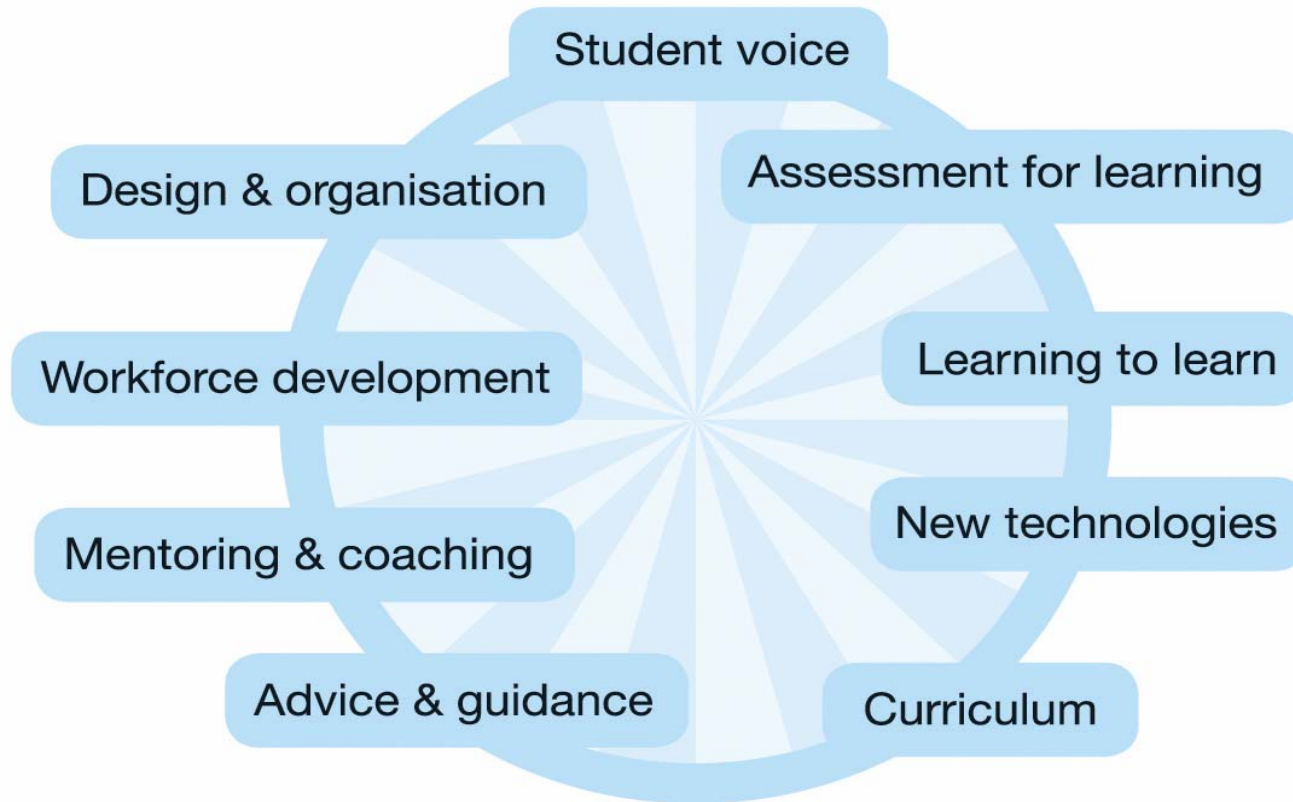 Student voice
Assessment for learning
Learning to learn
New technologies
Curriculum
Advice & guidance
Mentoring & coaching
Workforce development
Design & organisation